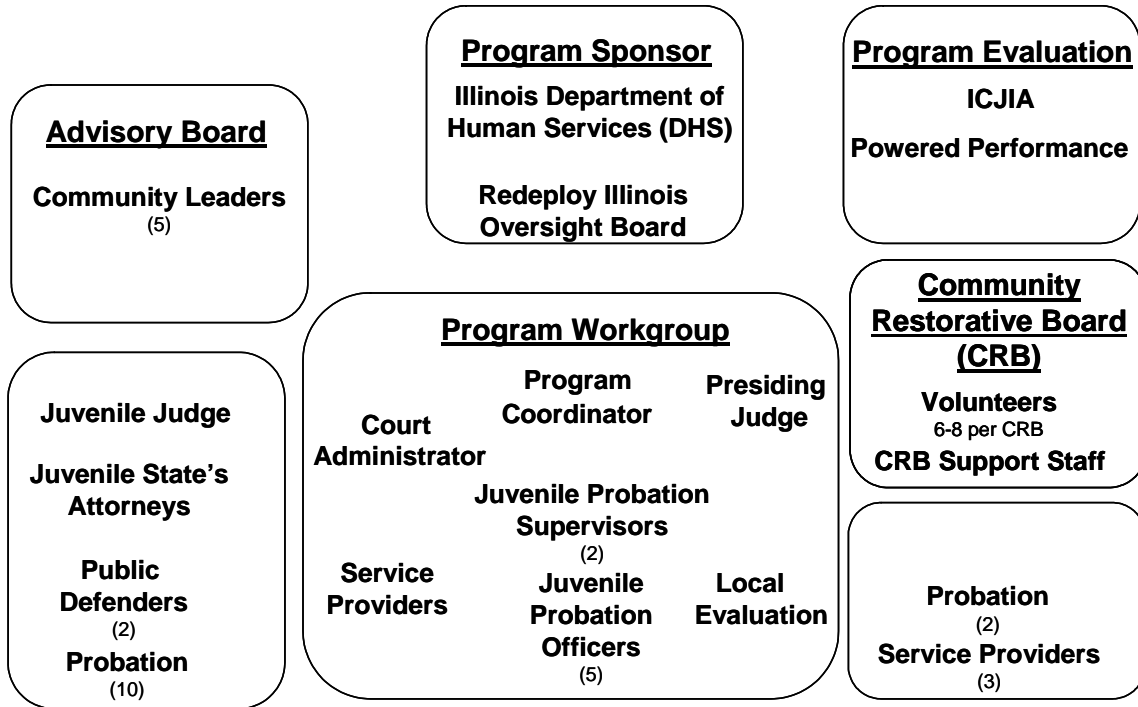 Program Sponsor
Illinois Department of
Human Services (DHS)
Redeploy Illinois
Oversight Board
Program Evaluation
ICJIA
Powered Performance
Advisory Board
Community Leaders
(5)
Community
Restorative Board
(CRB)
Volunteers
6-8 per CRB
CRB Support Staff
Program Workgroup
Program
Coordinator
Presiding
Judge
Court
Administrator
Juvenile Probation
Supervisors
(2)
Service
Providers
Juvenile
Probation
Officers
(5)
Local
Evaluation
Juvenile Judge
Juvenile State’s
Attorneys
Public
Defenders
(2)
Probation
(10)
Probation
(2)
Service Providers
(3)